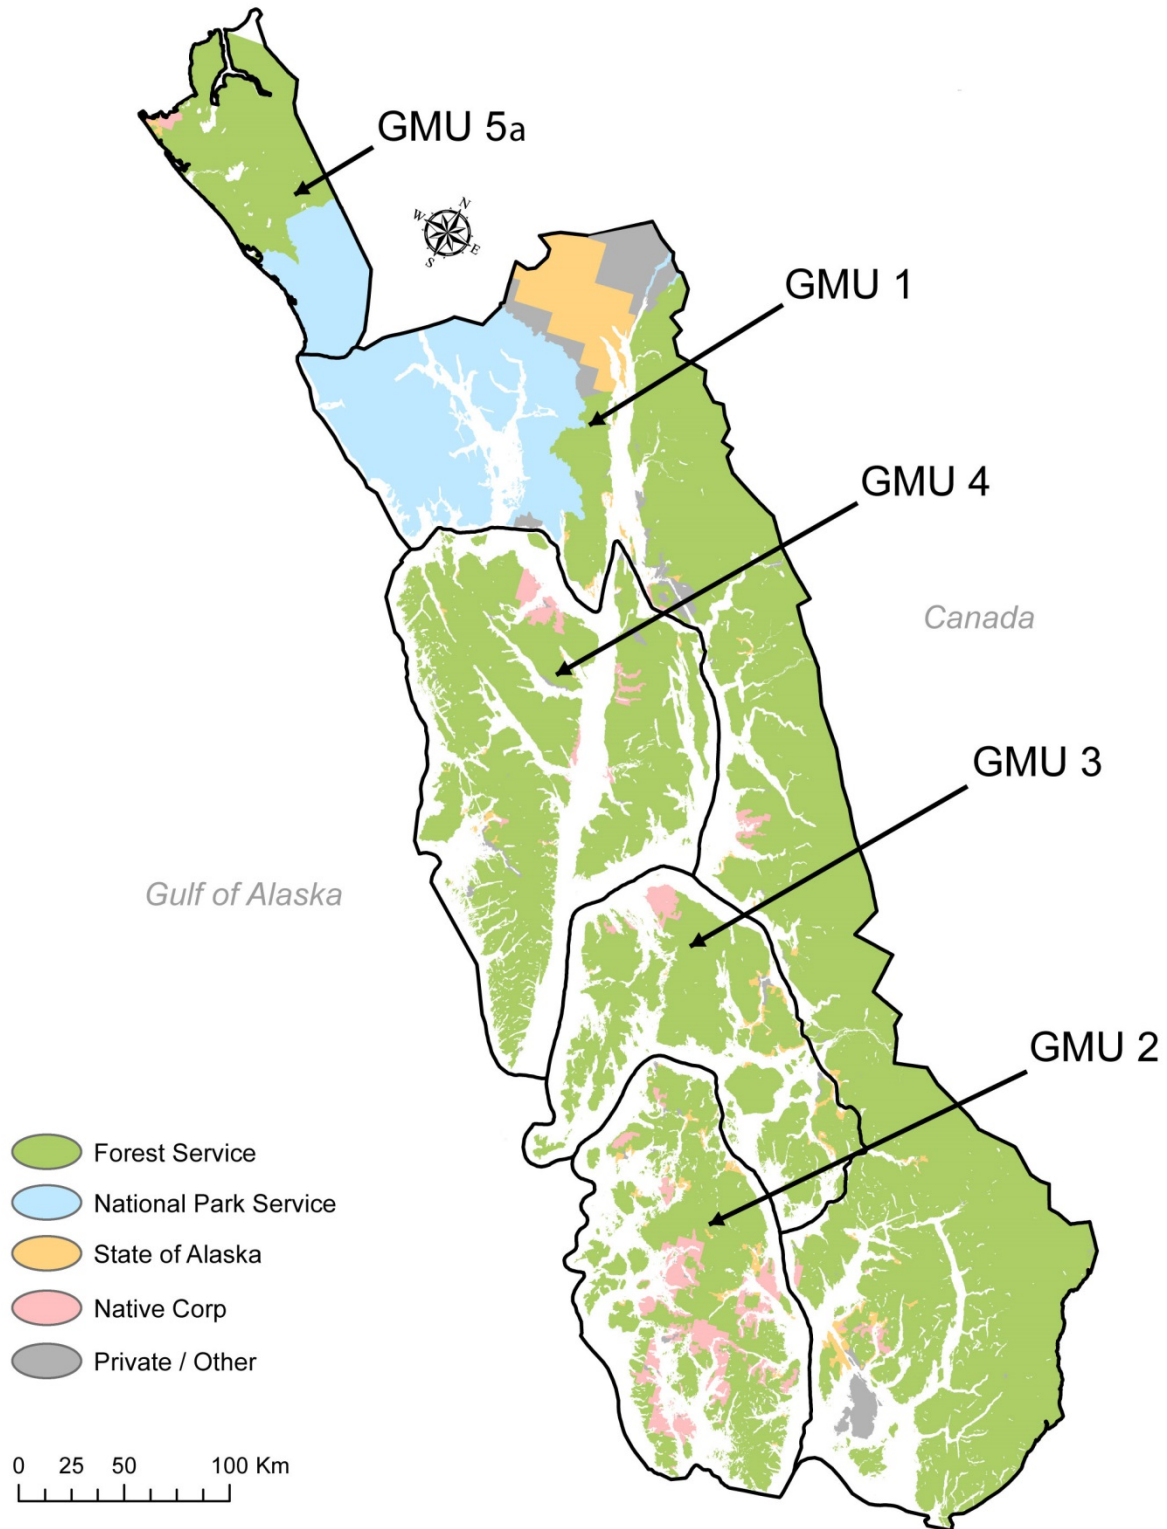 GMU 5a
N
W
E
S
GMU 1
GMU 4
Canada
GMU 3
Gulf of Alaska
GMU 2
Forest Service
National Park Service
State of Alaska
Native Corp
Private / Other
0 25 50 100 Km